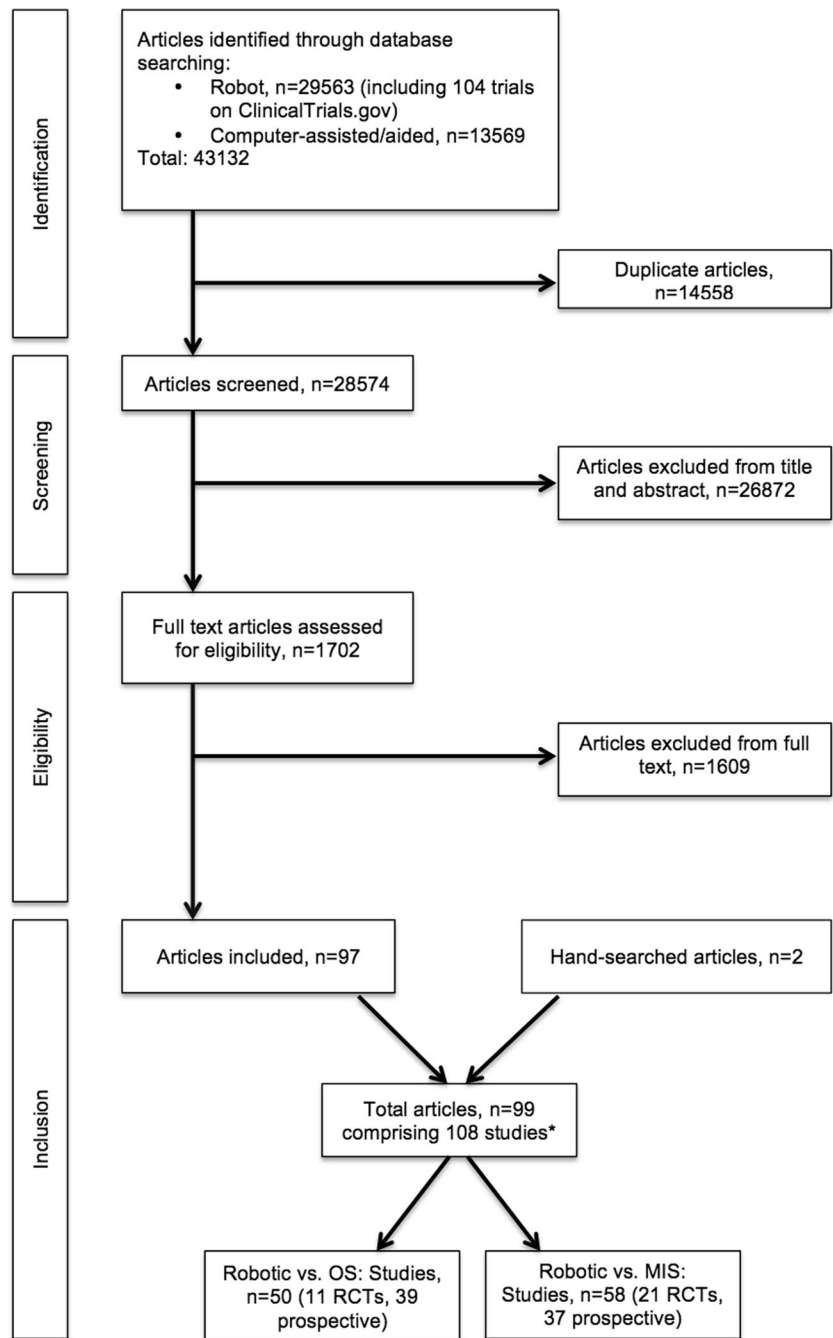 Identification
Articles identified through database
searching:
• Robot, n=29563 (including 104 trials
on ClinicalTrials.gov)
• Computer-assisted/aided, n=13569
Total: 43132
Duplicate articles,
n=14558
Screening
Articles screened, n=28574
Articles excluded from title
and abstract, n=26872
Eligibility
Full text articles assessed
for eligibility, n=1702
Articles excluded from full
text, n=1609
Inclusion
Articles included, n=97
Hand-searched articles, n=2
Total articles, n=99
comprising 108 studies*
Robotic vs. OS: Studies,
n=50 (11 RCTs, 39
prospective)
Robotic vs. MIS:
Studies, n=58 (21 RCTs,
37 prospective)